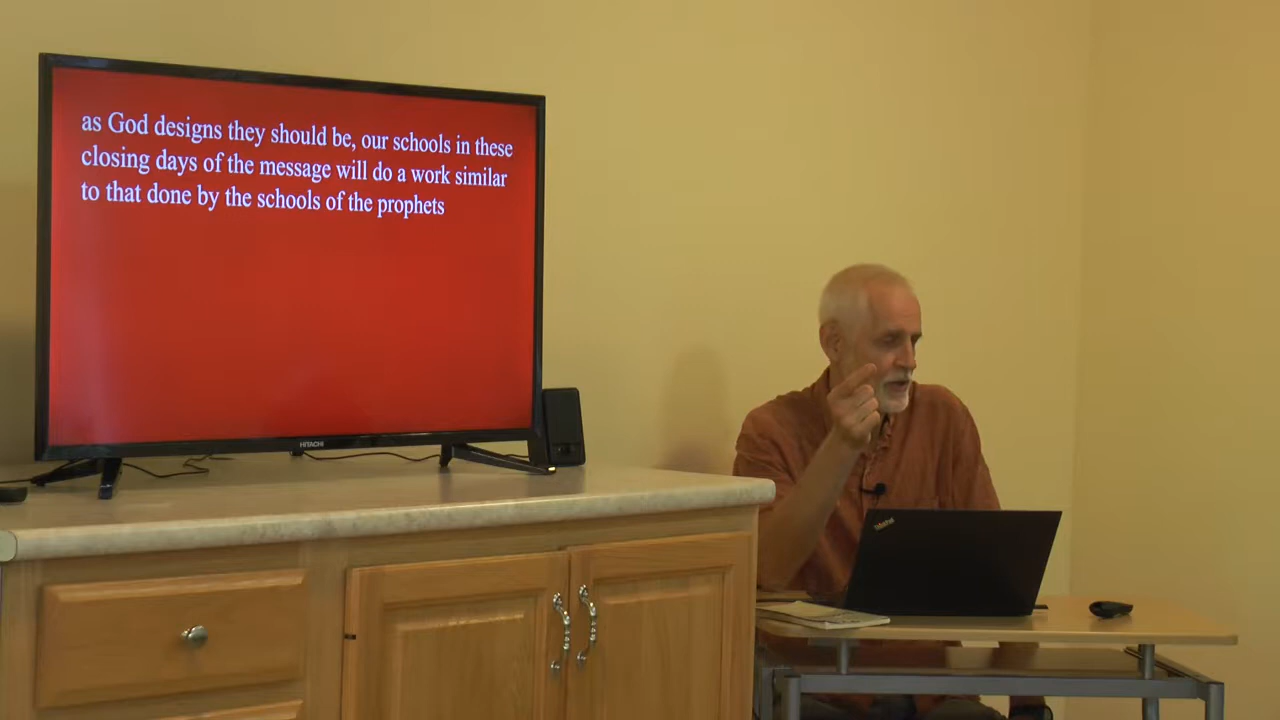 as God designs they should be, our schools in these
closing days of the message will do a work similar
to that done by the schools of the prophets
HITACHI
ThinkPad